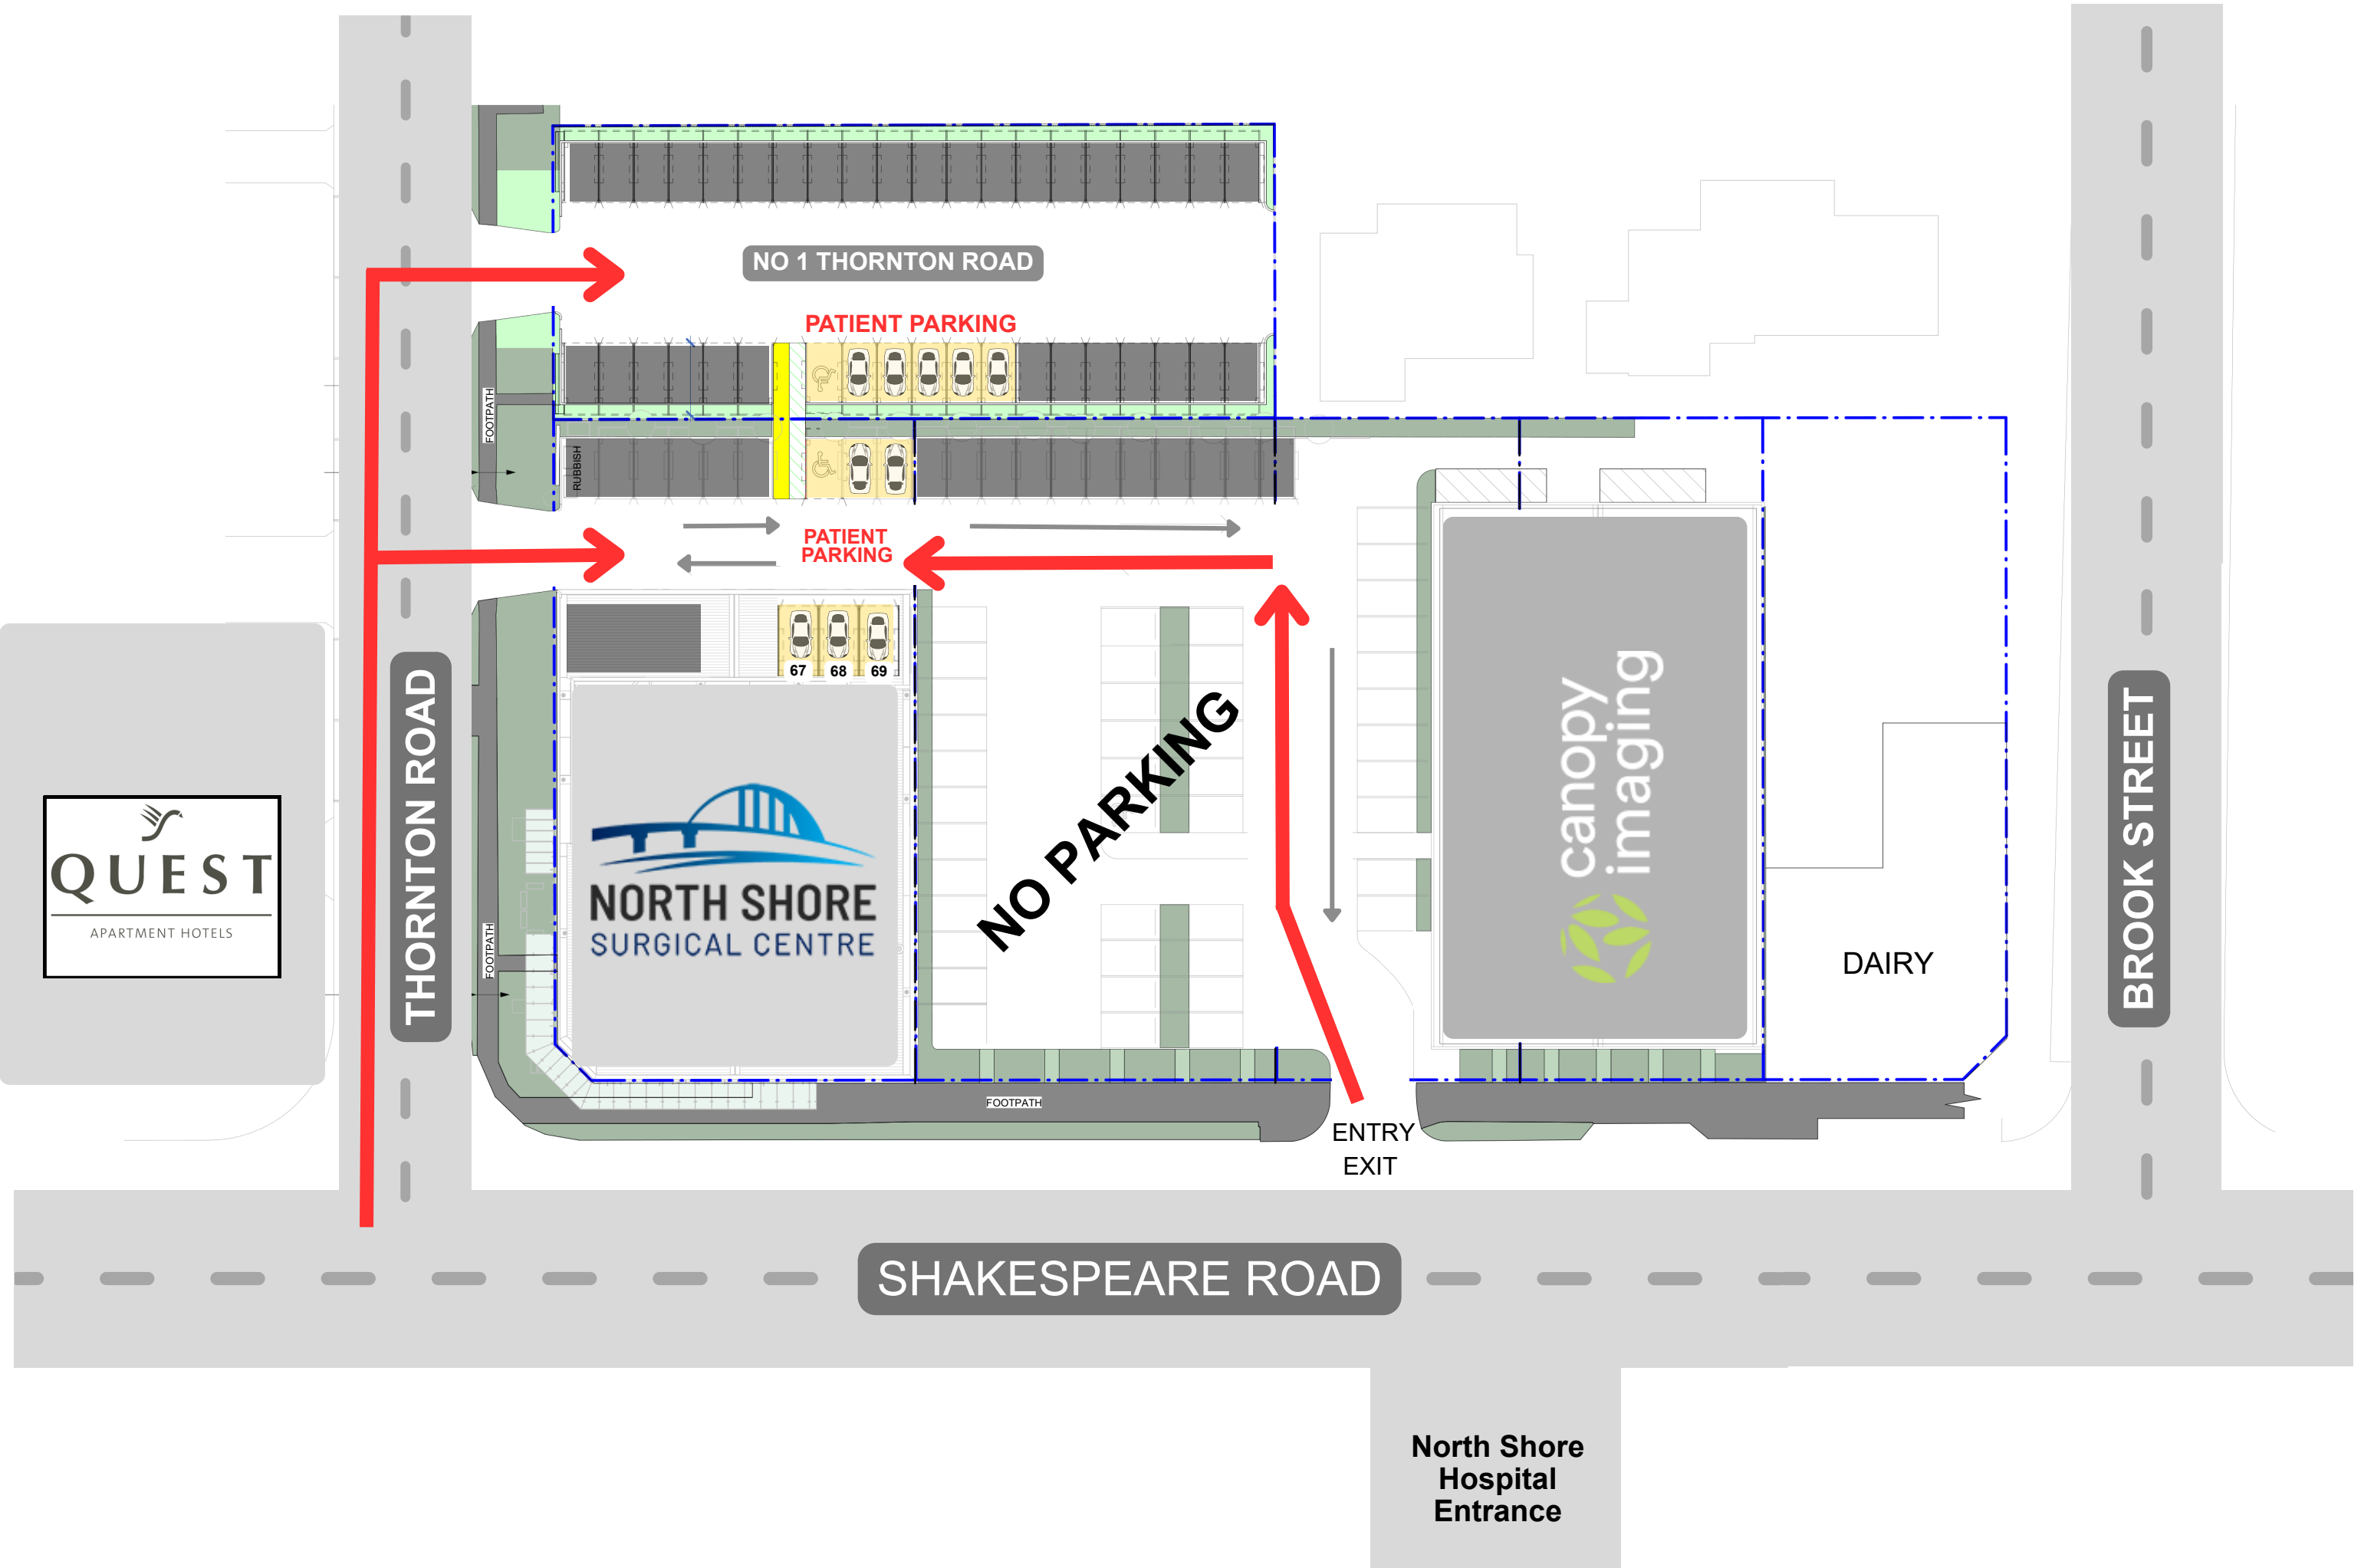 NO 1 THORNTON ROAD
PATIENT PARKING
FOOTPATH
RUBBISH
PATIENT
PARKING
67
68
69
THORNTON ROAD
QUEST
APARTMENT HOTELS
NORTH SHORE
SURGICAL CENTRE
NO PARKING
canopy
imaging
DAIRY
BROOK STREET
FOOTPATH
FOOTPATH
ENTRY
EXIT
SHAKESPEARE ROAD
North Shore
Hospital
Entrance